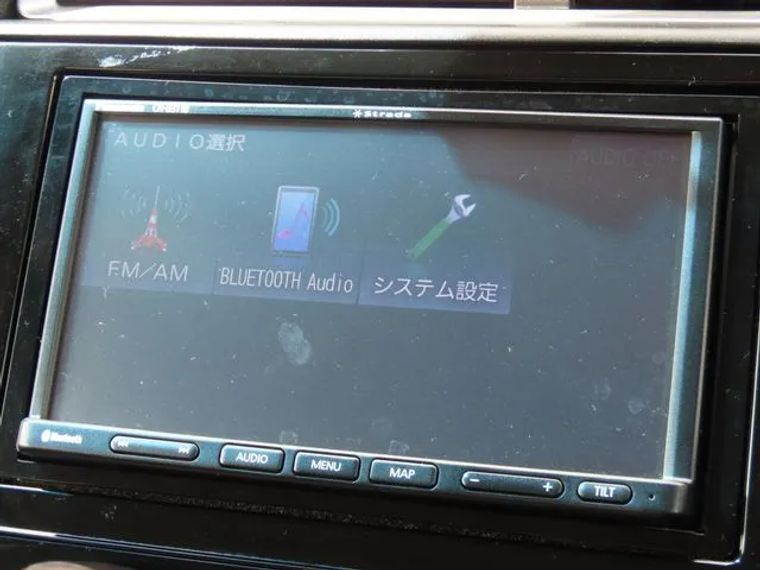 Strada
AUDIO選択
AUDIO OFF
FM/AM
BLUETOOTH Audio
システム設定
Bluetooth
AUDIO
MENU
MAP
− +
TILT